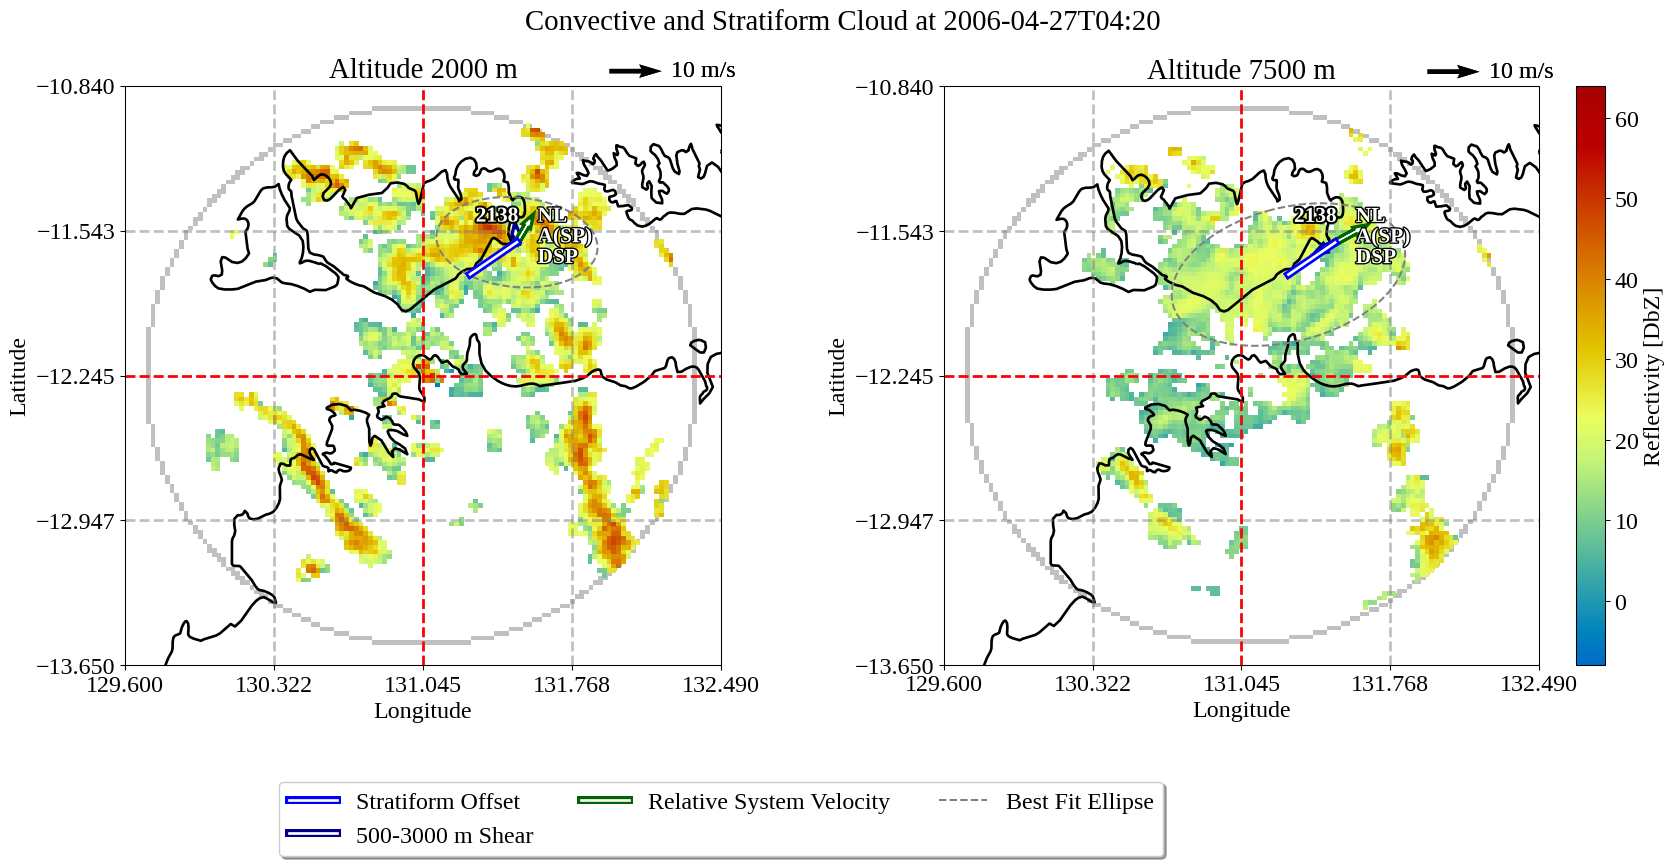 Convective and Stratiform Cloud at 2006-04-27T04:20
Altitude 2000 m
10 m/s
−10.840
−11.543
−12.245
−12.947
−13.650
129.600
130.322
131.045
131.768
132.490
Longitude
Latitude
2138
NL
A(SP)
DSP
Altitude 7500 m
10 m/s
−10.840
−11.543
−12.245
−12.947
−13.650
129.600
130.322
131.045
131.768
132.490
Longitude
Latitude
2138
NL
A(SP)
DSP
60
50
40
30
20
10
0
Reflectivity [DbZ]
Stratiform Offset
500-3000 m Shear
Relative System Velocity
Best Fit Ellipse